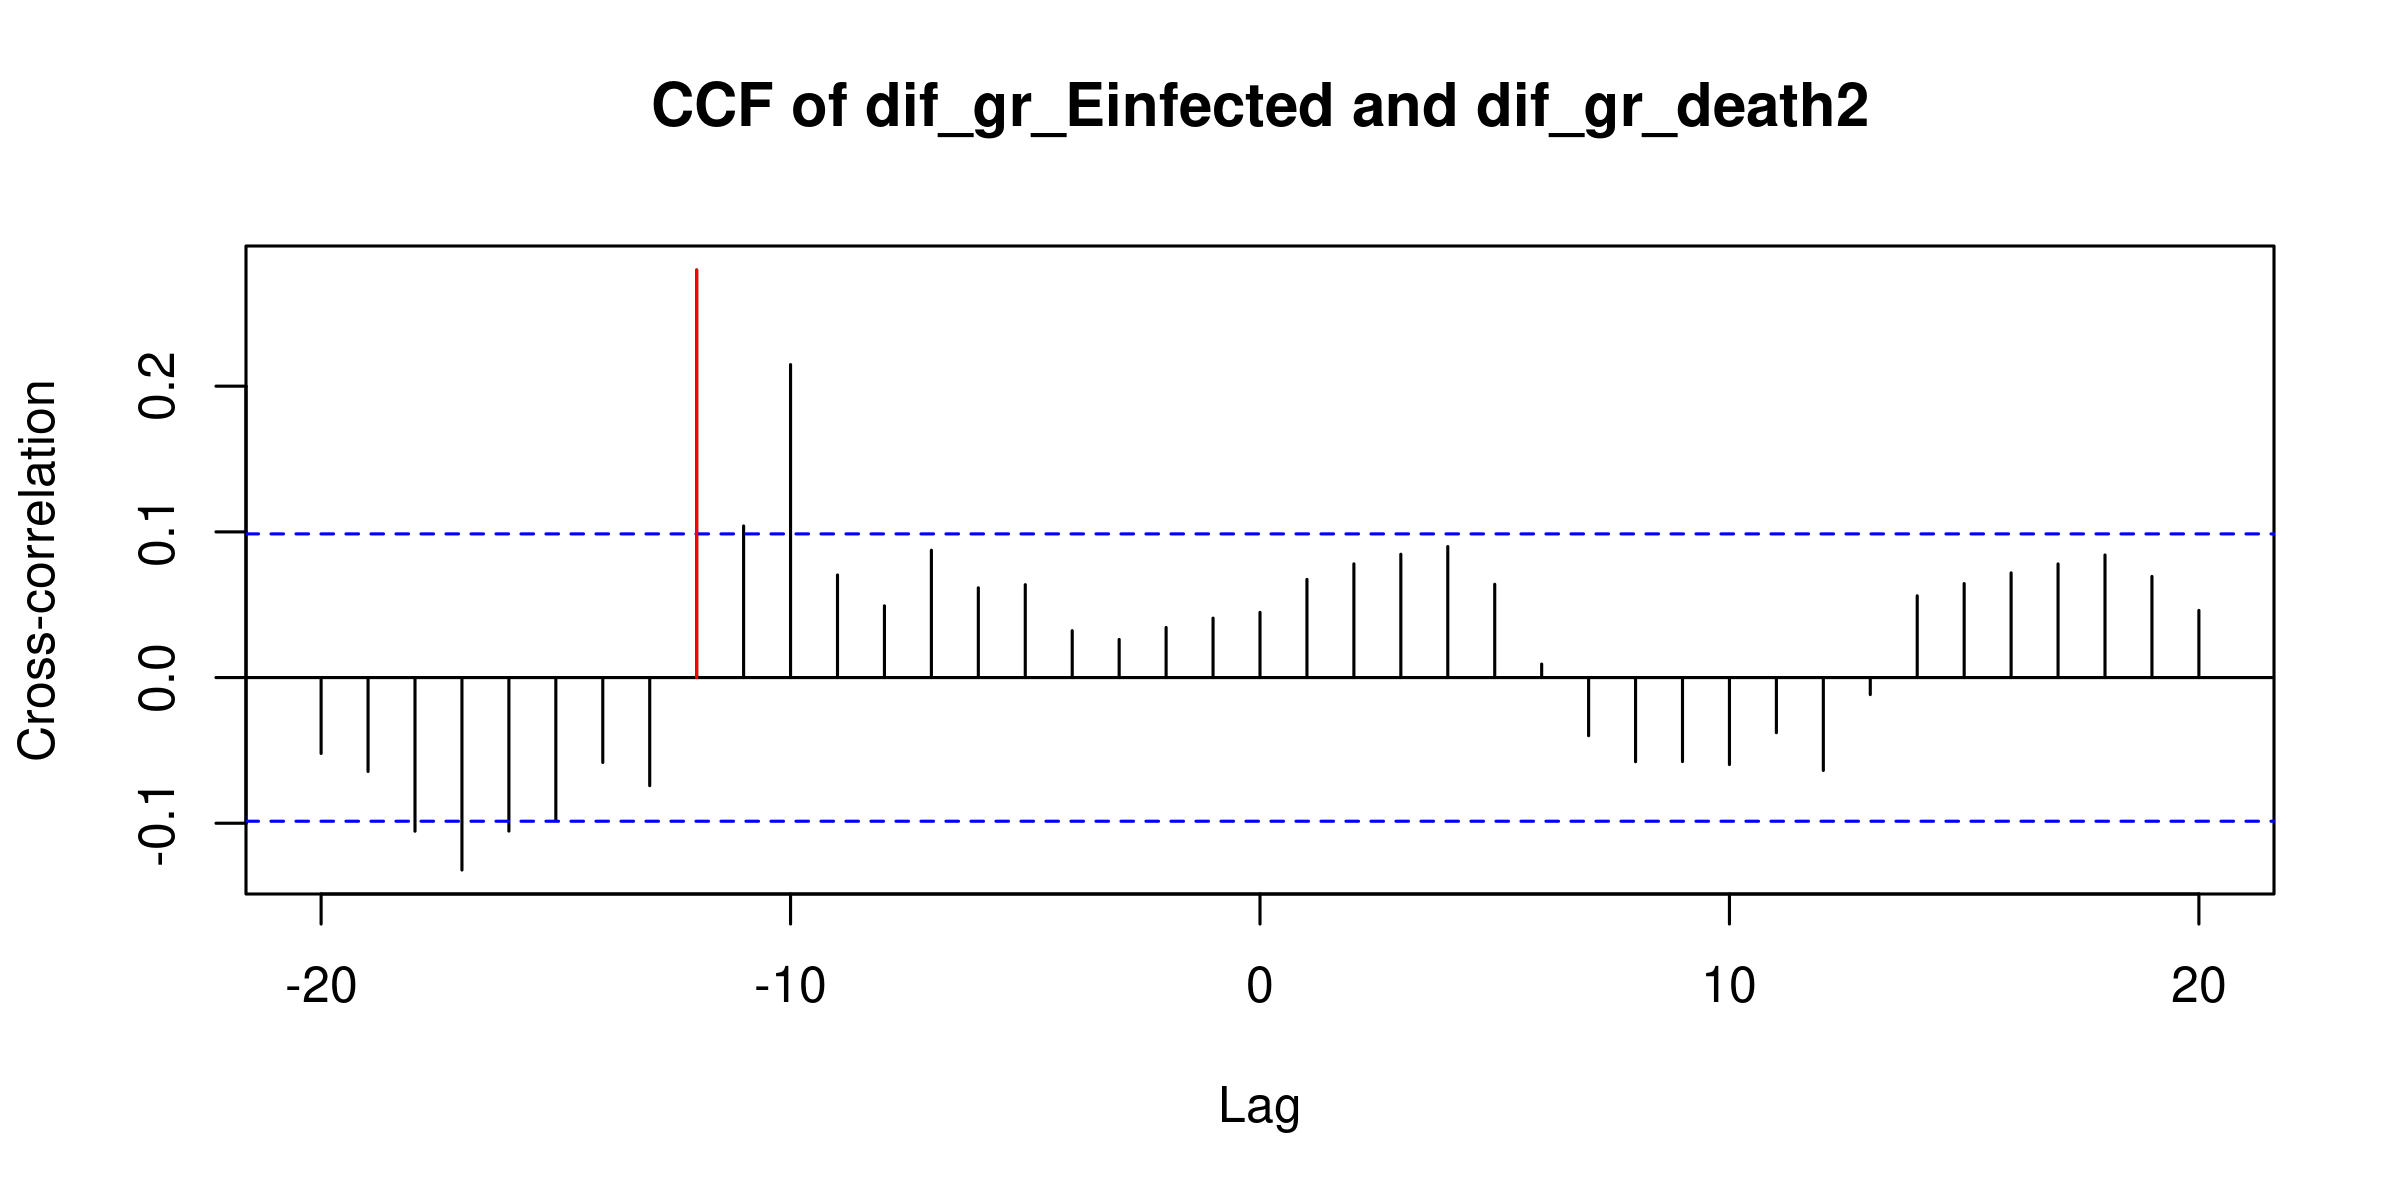 CCF of dif_gr_Einfected and dif_gr_death2
Cross-correlation
0.2
0.1
0.0
-0.1
-20 -10 0 10 20
Lag